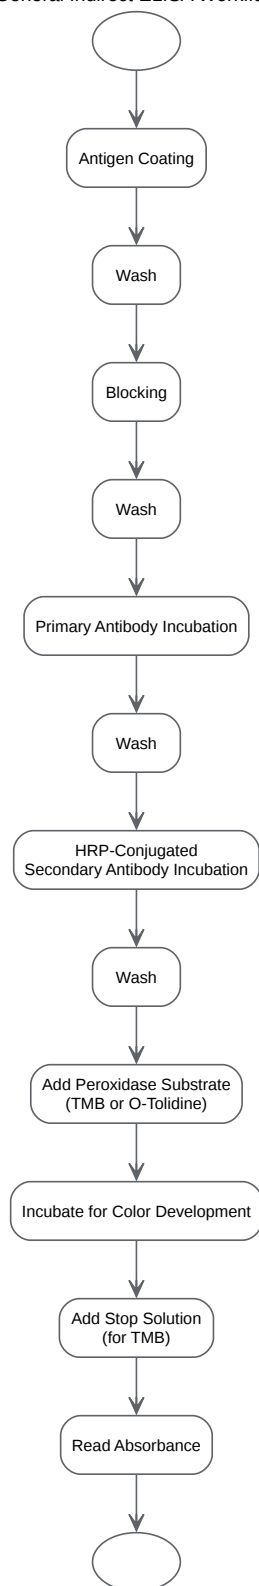 General Indirect ELISA Workflow
Antigen Coating
Wash
Blocking
Wash
Primary Antibody Incubation
Wash
HRP-Conjugated
Secondary Antibody Incubation
Wash
Add Peroxidase Substrate
(TMB or O-Tolidine)
Incubate for Color Development
Add Stop Solution
(for TMB)
Read Absorbance